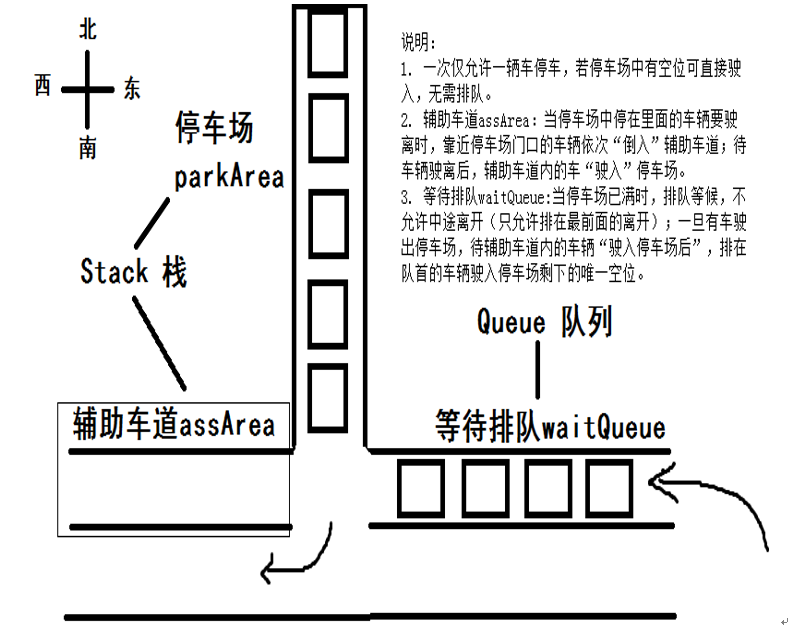 北
西 东
南
停车场
parkArea
Stack 栈
辅助车道assArea
说明:
1. 一次仅允许一辆车停车，若停车场中有空位可直接驶
入，无需排队。
2. 辅助车道assArea: 当停车场中停在里面的车辆要驶
离时，靠近停车场门口的车辆依次“倒入”辅助车道；待
车辆驶离后，辅助车道内的车“驶入”停车场。
3. 等待排队waitQueue:当停车场已满时，排队等候，不
允许中途离开（只允许排在最前面的离开）；一旦有车驶
出停车场，待辅助车道内的车辆“驶入停车场后”，排在
队首的车辆驶入停车场剩下的唯一空位。
Queue 队列
等待排队waitQueue